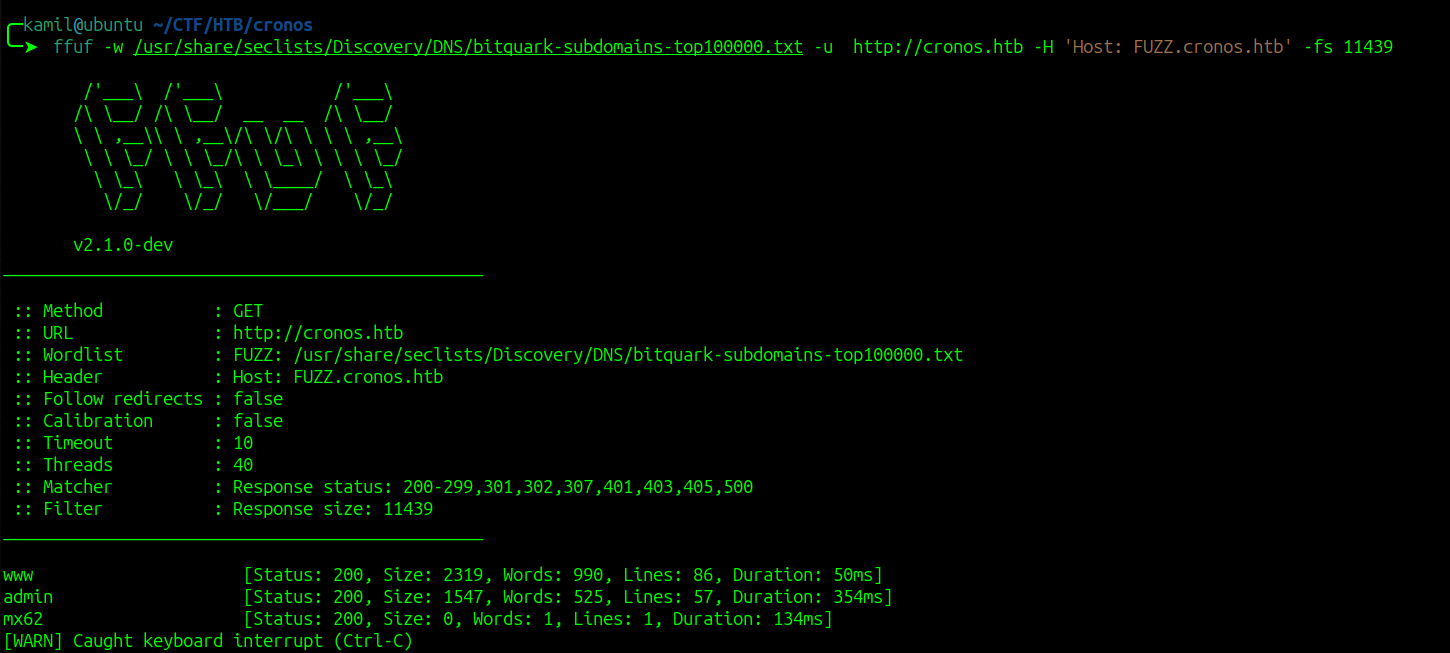 ╭─kamil@ubuntu ~/CTF/HTB/cronos
╰─➤ ffuf -w /usr/share/seclists/Discovery/DNS/bitquark-subdomains-top100000.txt -u  http://cronos.htb -H 'Host: FUZZ.cronos.htb' -fs 11439
        /'___\  /'___\           /'___\
       /\ \__/ /\ \__/  __  __  /\ \__/
       \ \ ,__\\ \ ,__\/\ \/\ \ \ \ ,__\
        \ \ \_/ \ \ \_/\ \ \_\ \ \ \ \_/
         \ \_\   \ \_\  \ \____/  \ \_\
          \/_/    \/_/   \/___/    \/_/
       v2.1.0-dev
________________________________________________
 :: Method           : GET
 :: URL              : http://cronos.htb
 :: Wordlist         : FUZZ: /usr/share/seclists/Discovery/DNS/bitquark-subdomains-top100000.txt
 :: Header           : Host: FUZZ.cronos.htb
 :: Follow redirects : false
 :: Calibration      : false
 :: Timeout          : 10
 :: Threads          : 40
 :: Matcher          : Response status: 200-299,301,302,307,401,403,405,500
 :: Filter           : Response size: 11439
________________________________________________
www                     [Status: 200, Size: 2319, Words: 990, Lines: 86, Duration: 50ms]
admin                   [Status: 200, Size: 1547, Words: 525, Lines: 57, Duration: 354ms]
mx62                    [Status: 200, Size: 0, Words: 1, Lines: 1, Duration: 134ms]
[WARN] Caught keyboard interrupt (Ctrl-C)